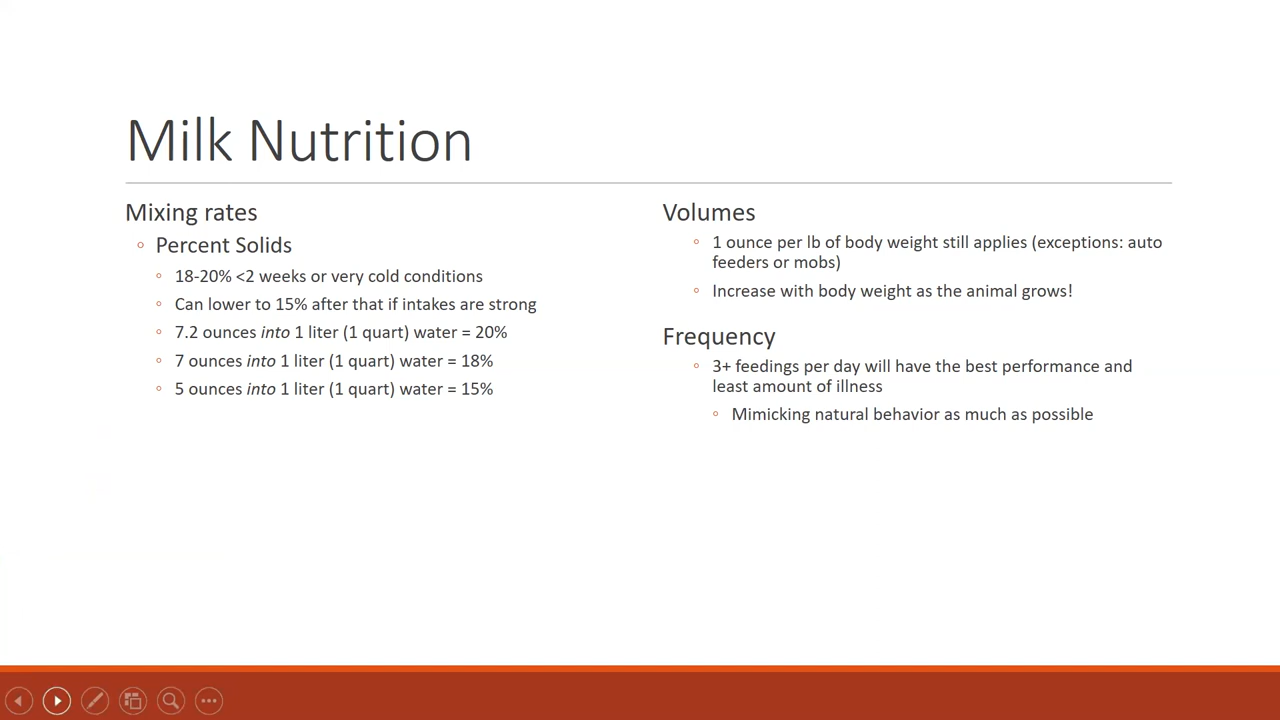 Milk Nutrition
Mixing rates
Percent Solids
18-20% <2 weeks or very cold conditions
Can lower to 15% after that if intakes are strong
7.2 ounces into 1 liter (1 quart) water = 20%
7 ounces into 1 liter (1 quart) water = 18%
5 ounces into 1 liter (1 quart) water = 15%
Volumes
1 ounce per lb of body weight still applies (exceptions: auto
feeders or mobs)
Increase with body weight as the animal grows!
Frequency
3+ feedings per day will have the best performance and
least amount of illness
Mimicking natural behavior as much as possible